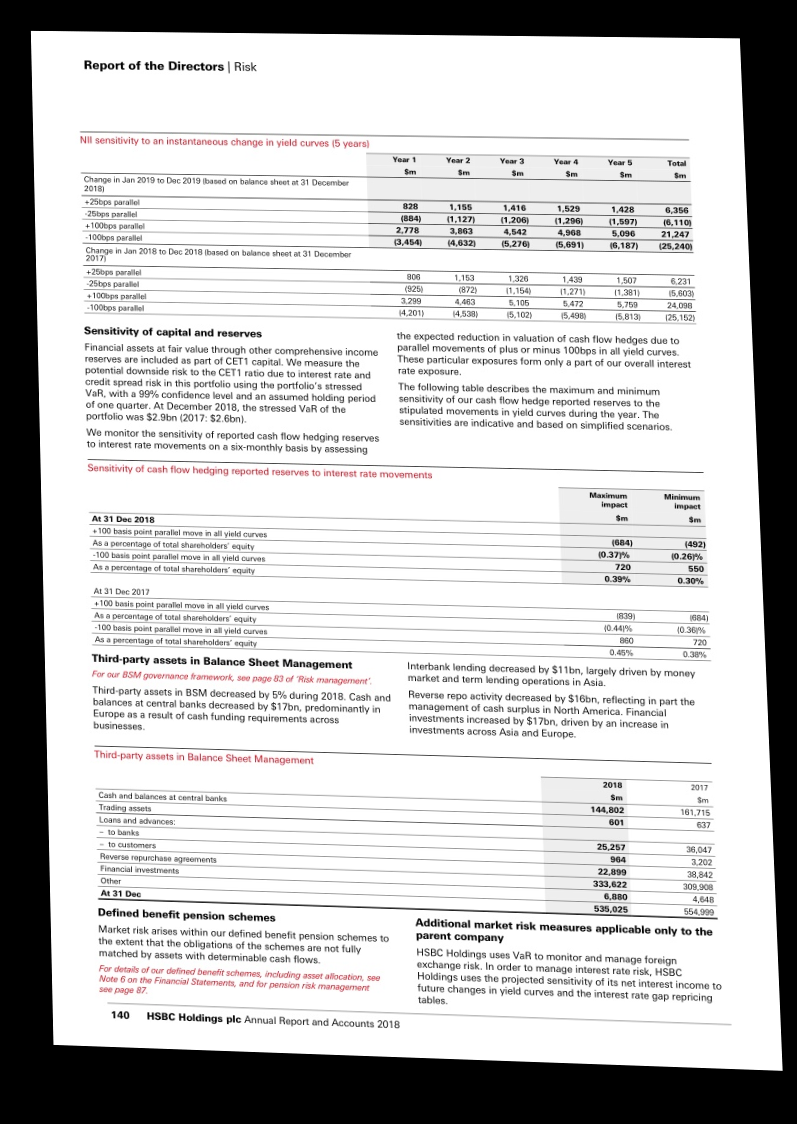 Report of the Directors | Risk
NII sensitivity to an instantaneous change in yield curves (5 years)
Year 1 Year 2 Year 3 Year 4 Year 5 Total
$m $m $m $m $m $m
Change in Jan 2019 to Dec 2019 (based on balance sheet at 31 December
2018)
+25bps parallel 828 1,155 1,416 1,529 1,428 6,356
-25bps parallel (884) (1,127) (1,206) (1,296) (1,597) (6,110)
+100bps parallel 2,778 3,863 4,542 4,968 5,096 21,247
-100bps parallel (3,454) (4,632) (5,276) (5,691) (6,187) (25,240)
Change in Jan 2018 to Dec 2018 (based on balance sheet at 31 December
2017)
+25bps parallel 806 1,153 1,326 1,439 1,507 6,231
-25bps parallel (925) (872) (1,154) (1,271) (1,381) (5,603)
+100bps parallel 3,299 4,463 5,105 5,472 5,759 24,098
-100bps parallel (4,201) (4,538) (5,102) (5,498) (5,813) (25,152)
Sensitivity of capital and reserves
Financial assets at fair value through other comprehensive income
reserves are included as part of CET1 capital. We measure the
potential downside risk to the CET1 ratio due to interest rate and
credit spread risk in this portfolio using the portfolio's stressed
VaR, with a 99% confidence level and an assumed holding period
of one quarter. At December 2018, the stressed VaR of the
portfolio was $2.9bn (2017: $2.6bn).
We monitor the sensitivity of reported cash flow hedging reserves
to interest rate movements on a six-monthly basis by assessing
the expected reduction in valuation of cash flow hedges due to
parallel movements of plus or minus 100bps in all yield curves.
These particular exposures form only a part of our overall interest
rate exposure.
The following table describes the maximum and minimum
sensitivity of our cash flow hedge reported reserves to the
stipulated movements in yield curves during the year. The
sensitivities are indicative and based on simplified scenarios.
Sensitivity of cash flow hedging reported reserves to interest rate movements
Maximum Minimum
impact impact
$m $m
At 31 Dec 2018
+100 basis point parallel move in all yield curves (684) (492)
As a percentage of total shareholders' equity (0.37)% (0.26)%
-100 basis point parallel move in all yield curves 720 550
As a percentage of total shareholders' equity 0.39% 0.30%
At 31 Dec 2017
+100 basis point parallel move in all yield curves (839) (684)
As a percentage of total shareholders' equity (0.44)% (0.36)%
-100 basis point parallel move in all yield curves 860 720
As a percentage of total shareholders' equity 0.45% 0.38%
Third-party assets in Balance Sheet Management
For our BSM governance framework, see page 83 of 'Risk management'.
Third-party assets in BSM decreased by 5% during 2018. Cash and
balances at central banks decreased by $17bn, predominantly in
Europe as a result of cash funding requirements across
businesses.
Interbank lending decreased by $11bn, largely driven by money
market and term lending operations in Asia.
Reverse repo activity decreased by $16bn, reflecting in part the
management of cash surplus in North America. Financial
investments increased by $17bn, driven by an increase in
investments across Asia and Europe.
Third-party assets in Balance Sheet Management
2018 2017
$m $m
Cash and balances at central banks 144,802 161,715
Trading assets 601 637
Loans and advances:
– to banks 25,257 36,047
– to customers 964 3,202
Reverse repurchase agreements 22,899 38,842
Financial investments 333,622 309,908
Other 6,880 4,648
At 31 Dec 535,025 554,999
Defined benefit pension schemes
Market risk arises within our defined benefit pension schemes to
the extent that the obligations of the schemes are not fully
matched by assets with determinable cash flows.
For details of our defined benefit schemes, including asset allocation, see
Note 6 on the Financial Statements, and for pension risk management
see page 87.
Additional market risk measures applicable only to the
parent company
HSBC Holdings uses VaR to monitor and manage foreign
exchange risk. In order to manage interest rate risk, HSBC
Holdings uses the projected sensitivity of its net interest income to
future changes in yield curves and the interest rate gap repricing
tables.
140 HSBC Holdings plc Annual Report and Accounts 2018